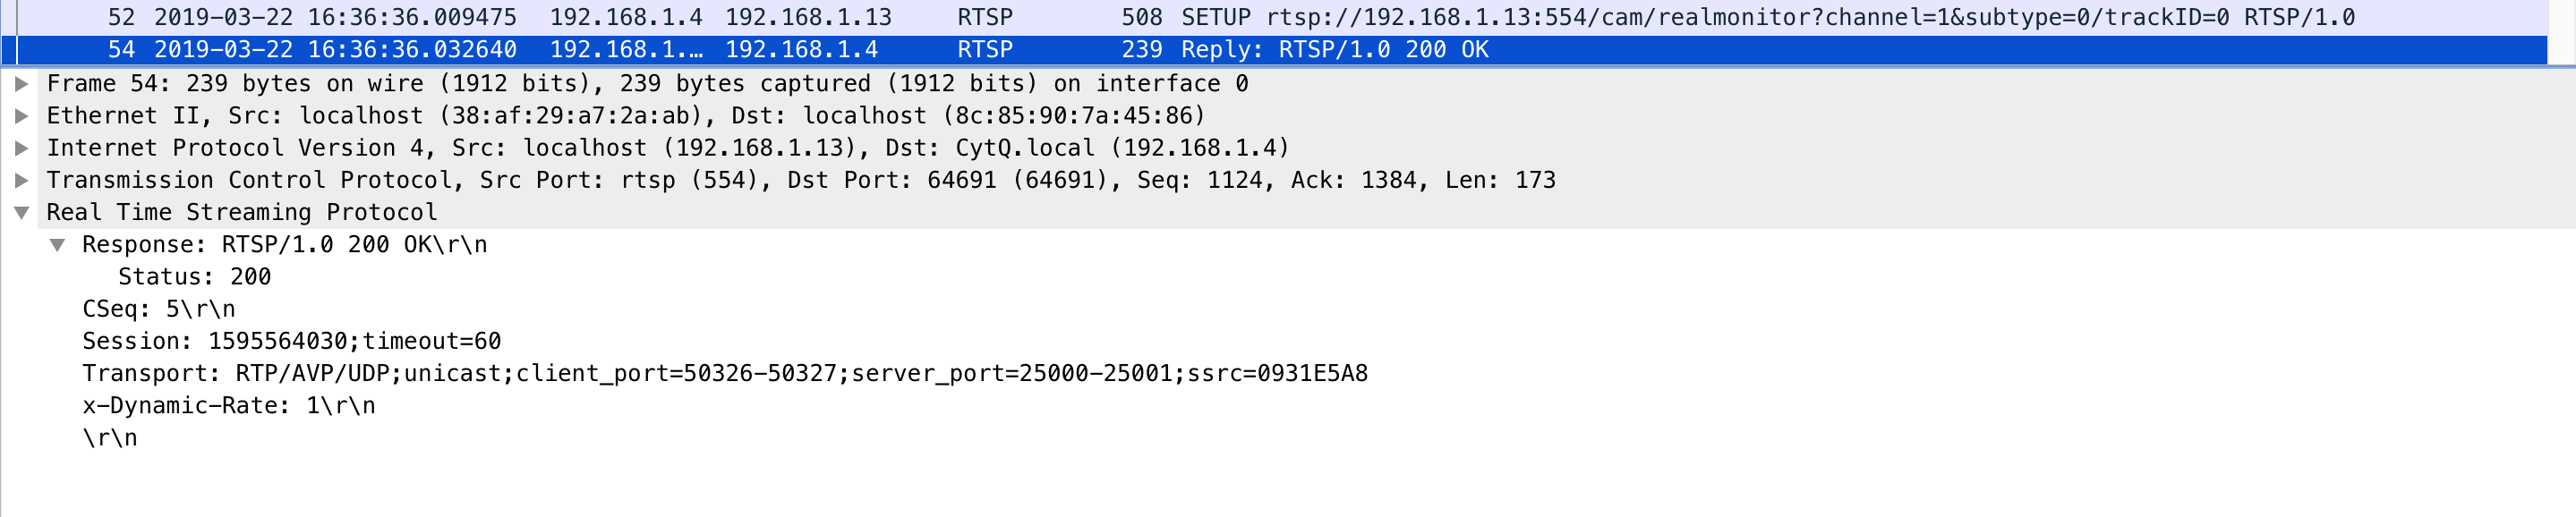 52 2019-03-22 16:36:36.009475 192.168.1.4 192.168.1.13 RTSP 508 SETUP rtsp://192.168.1.13:554/cam/realmonitor?channel=1&subtype=0/trackID=0 RTSP/1.0
54 2019-03-22 16:36:36.032640 192.168.1.… 192.168.1.4 RTSP 239 Reply: RTSP/1.0 200 OK
Frame 54: 239 bytes on wire (1912 bits), 239 bytes captured (1912 bits) on interface 0
Ethernet II, Src: localhost (38:af:29:a7:2a:ab), Dst: localhost (8c:85:90:7a:45:86)
Internet Protocol Version 4, Src: localhost (192.168.1.13), Dst: CytQ.local (192.168.1.4)
Transmission Control Protocol, Src Port: rtsp (554), Dst Port: 64691 (64691), Seq: 1124, Ack: 1384, Len: 173
Real Time Streaming Protocol
Response: RTSP/1.0 200 OK\r\n
Status: 200
CSeq: 5\r\n
Session: 1595564030;timeout=60
Transport: RTP/AVP/UDP;unicast;client_port=50326-50327;server_port=25000-25001;ssrc=0931E5A8
x-Dynamic-Rate: 1\r\n
\r\n